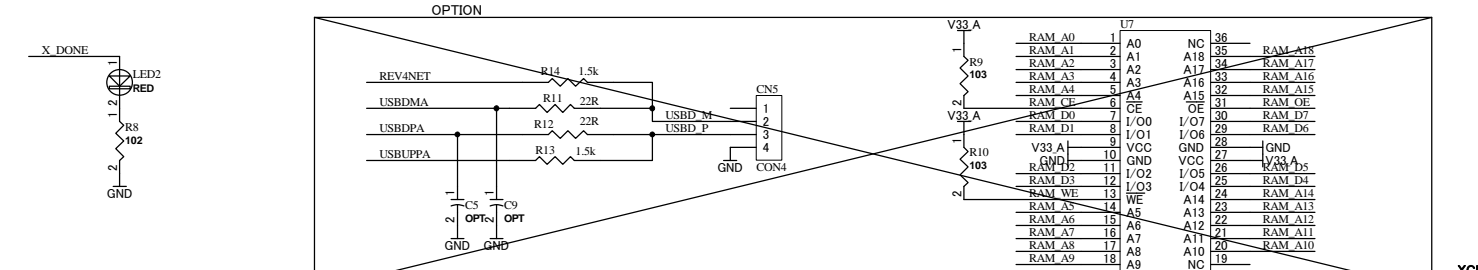 OPTION
X_DONE
1
2
LED2
RED
1
2
R8
102
GND
REV4NET
R14
1.5k
USBDMA
R11
22R
USBDPA
R12
22R
USBUPPA
R13
1.5k
USBD_M
USBD_P
CN5
1
2
3
4
CON4
GND
1
2
C5
OPT
GND
1
2
C9
OPT
GND
V33_A
1
2
R9
103
V33_A
1
2
R10
103
U7
RAM_A0 1 A0 NC 36
RAM_A1 2 A1 A18 35 RAM_A18
RAM_A2 3 A2 A17 34 RAM_A17
RAM_A3 4 A3 A16 33 RAM_A16
RAM_A4 5 A4 A15 32 RAM_A15
RAM_CE 6 CE OE 31 RAM_OE
RAM_D0 7 I/O0 I/O7 30 RAM_D7
RAM_D1 8 I/O1 I/O6 29 RAM_D6
V33_A 9 VCC GND 28 GND
GND 10 GND VCC 27 V33_A
RAM_D2 11 I/O2 I/O5 26 RAM_D5
RAM_D3 12 I/O3 I/O4 25 RAM_D4
RAM_WE 13 WE A14 24 RAM_A14
RAM_A5 14 A5 A13 23 RAM_A13
RAM_A6 15 A6 A12 22 RAM_A12
RAM_A7 16 A7 A11 21 RAM_A11
RAM_A8 17 A8 A10 20 RAM_A10
RAM_A9 18 A9 NC 19